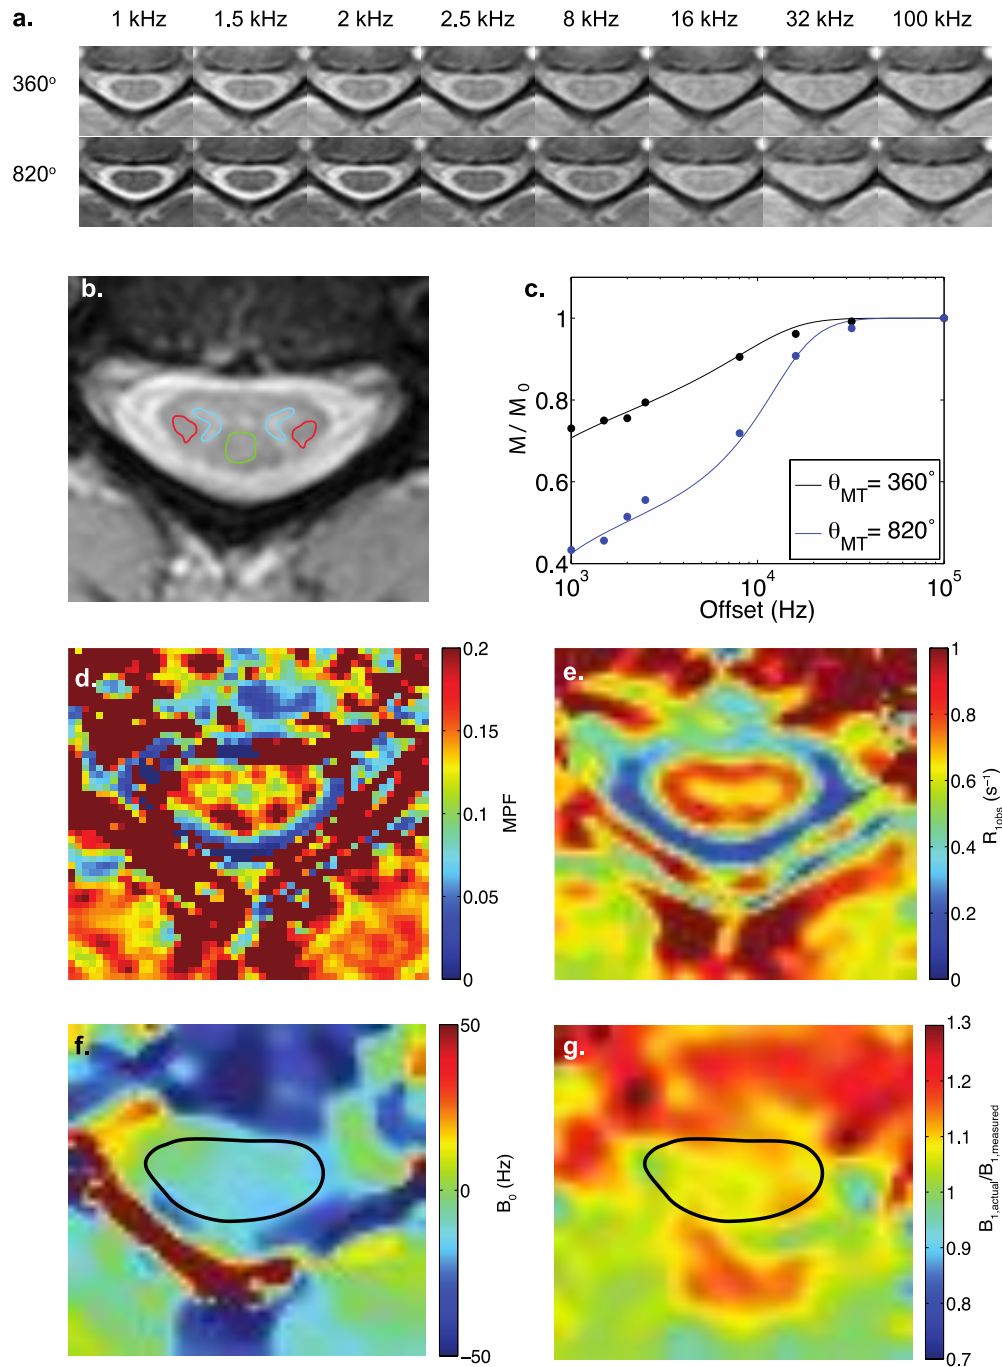 a.
1 kHz 1.5 kHz 2 kHz 2.5 kHz 8 kHz 16 kHz 32 kHz 100 kHz
360°
820°
b.
c.
1
0.8
0.6
0.4
M / M0
10^3 10^4 10^5
Offset (Hz)
θMT = 360°
θMT = 820°
d.
0.2
0.15
0.1
0.05
0
MPF
e.
1
0.8
0.6
0.4
0.2
0
R1obs (s⁻¹)
f.
50
0
−50
B0 (Hz)
g.
1.3
1.2
1.1
1
0.9
0.8
0.7
B1,actual/B1,measured